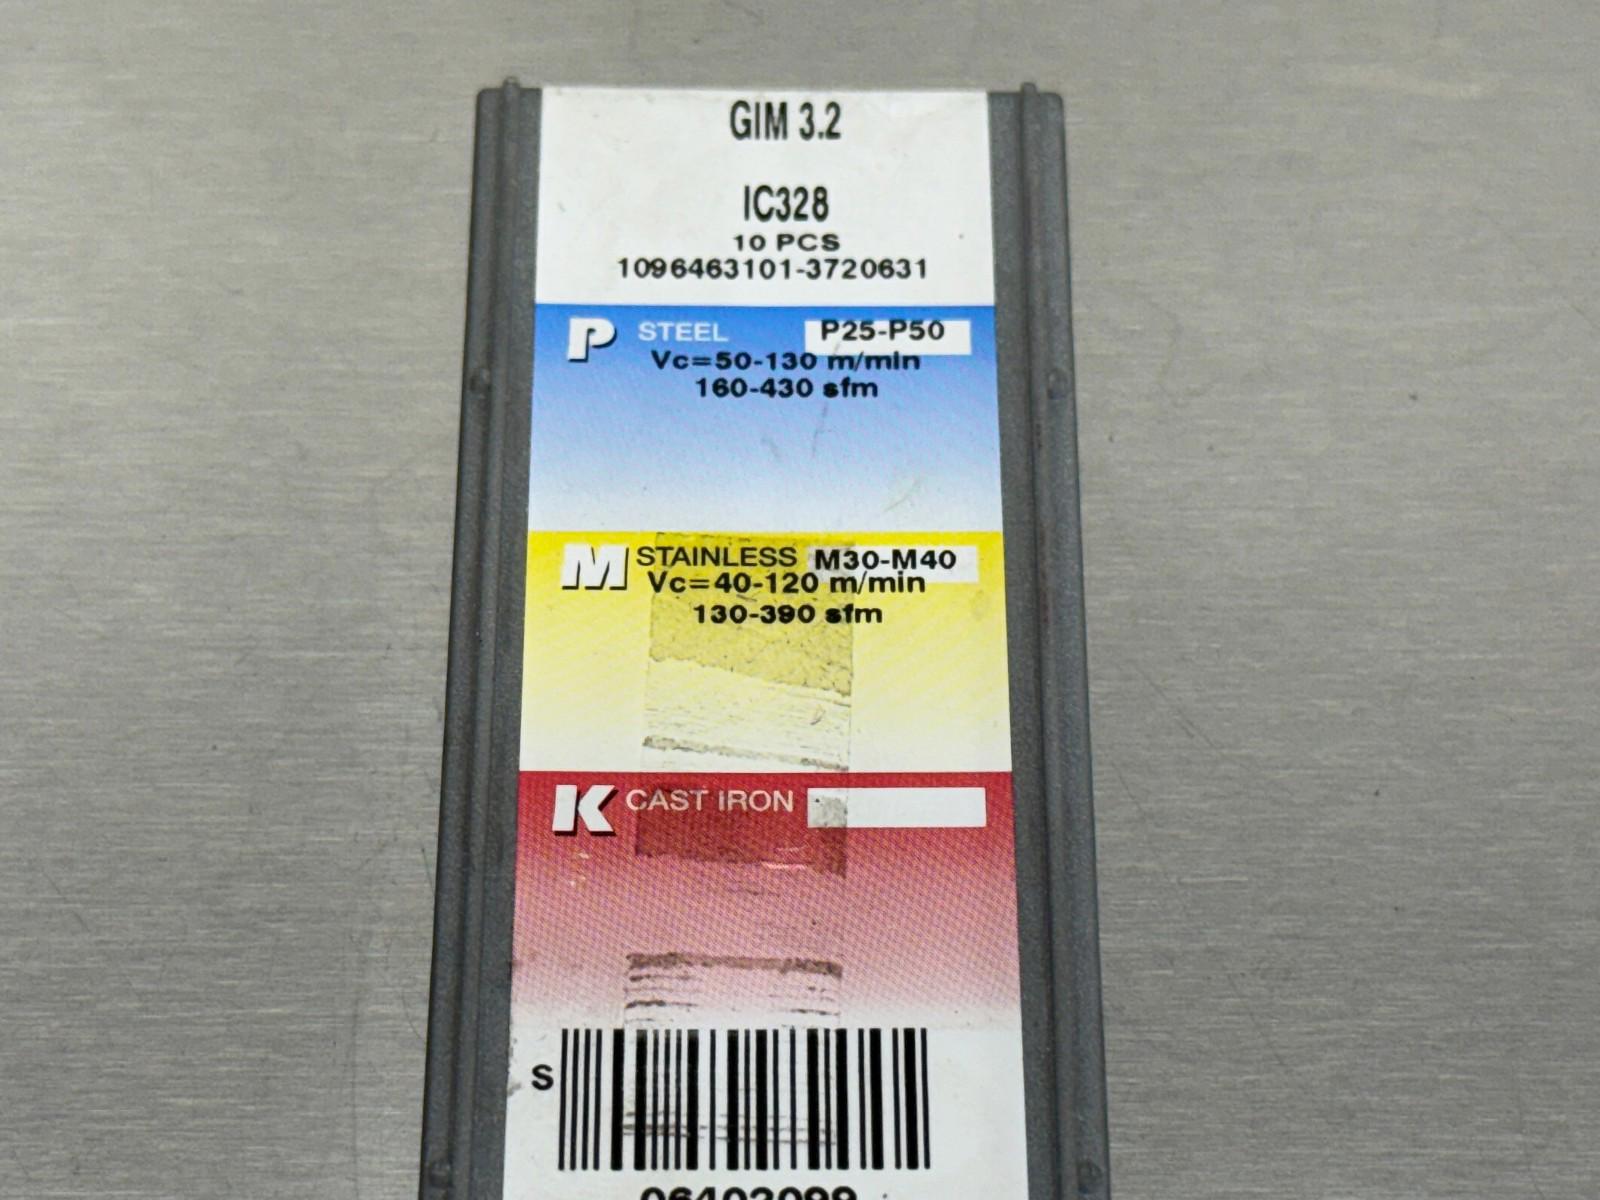 GIM 3.2
IC328
10 PCS
1096463101-3720631
P STEEL P25-P50
Vc=50-130 m/min
160-430 sfm
M STAINLESS M30-M40
Vc=40-120 m/min
130-390 sfm
K CAST IRON
S